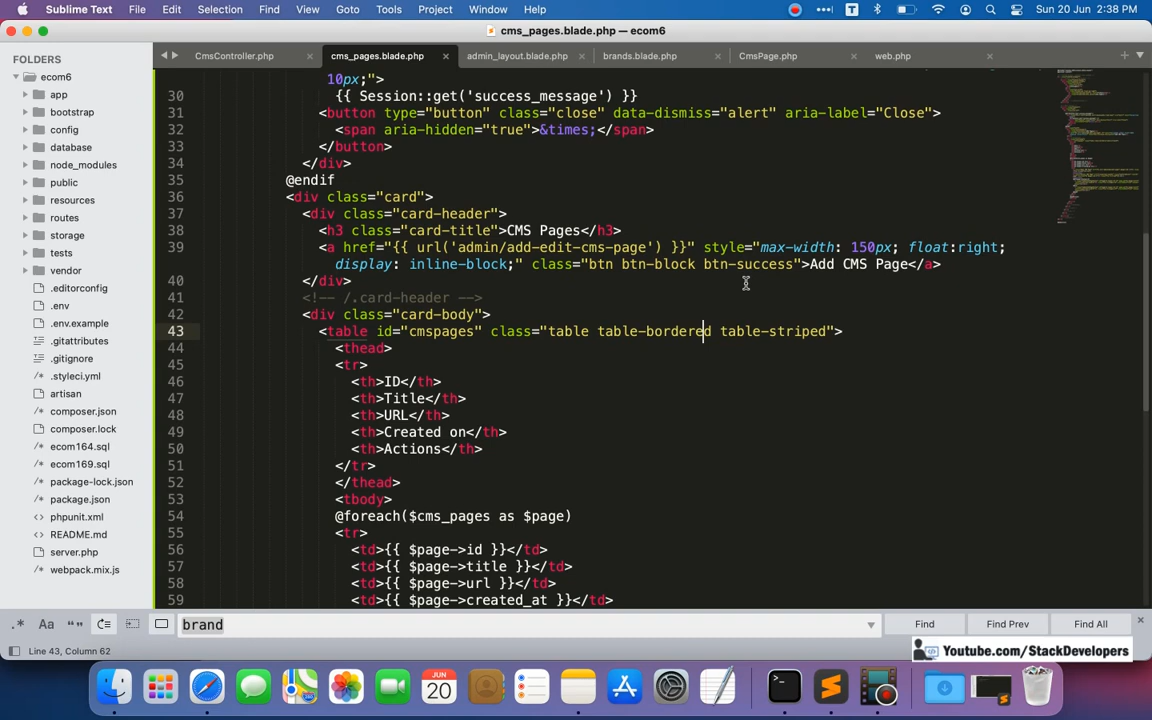 Sublime Text File Edit Selection Find View Goto Tools Project Window Help Sun 20 Jun 2:38 PM
cms_pages.blade.php — ecom6
FOLDERS
CmsController.php
cms_pages.blade.php
admin_layout.blade.php
brands.blade.php
CmsPage.php
web.php
ecom6
app
bootstrap
config
database
node_modules
public
resources
routes
storage
tests
vendor
.editorconfig
.env
.env.example
.gitattributes
.gitignore
.styleci.yml
artisan
composer.json
composer.lock
ecom164.sql
ecom169.sql
package-lock.json
package.json
phpunit.xml
README.md
server.php
webpack.mix.js
10px;">
30 {{ Session::get('success_message') }}
31 <button type="button" class="close" data-dismiss="alert" aria-label="Close">
32 <span aria-hidden="true">&times;</span>
33 </button>
34 </div>
35 @endif
36 <div class="card">
37 <div class="card-header">
38 <h3 class="card-title">CMS Pages</h3>
39 <a href="{{ url('admin/add-edit-cms-page') }}" style="max-width: 150px; float:right;
display: inline-block;" class="btn btn-block btn-success">Add CMS Page</a>
40 </div>
41 <!-- /.card-header -->
42 <div class="card-body">
43 <table id="cmspages" class="table table-bordered table-striped">
44 <thead>
45 <tr>
46 <th>ID</th>
47 <th>Title</th>
48 <th>URL</th>
49 <th>Created on</th>
50 <th>Actions</th>
51 </tr>
52 </thead>
53 <tbody>
54 @foreach($cms_pages as $page)
55 <tr>
56 <td>{{ $page->id }}</td>
57 <td>{{ $page->title }}</td>
58 <td>{{ $page->url }}</td>
59 <td>{{ $page->created_at }}</td>
brand
Find Find Prev Find All
Line 43, Column 62
Youtube.com/StackDevelopers
JUN
20